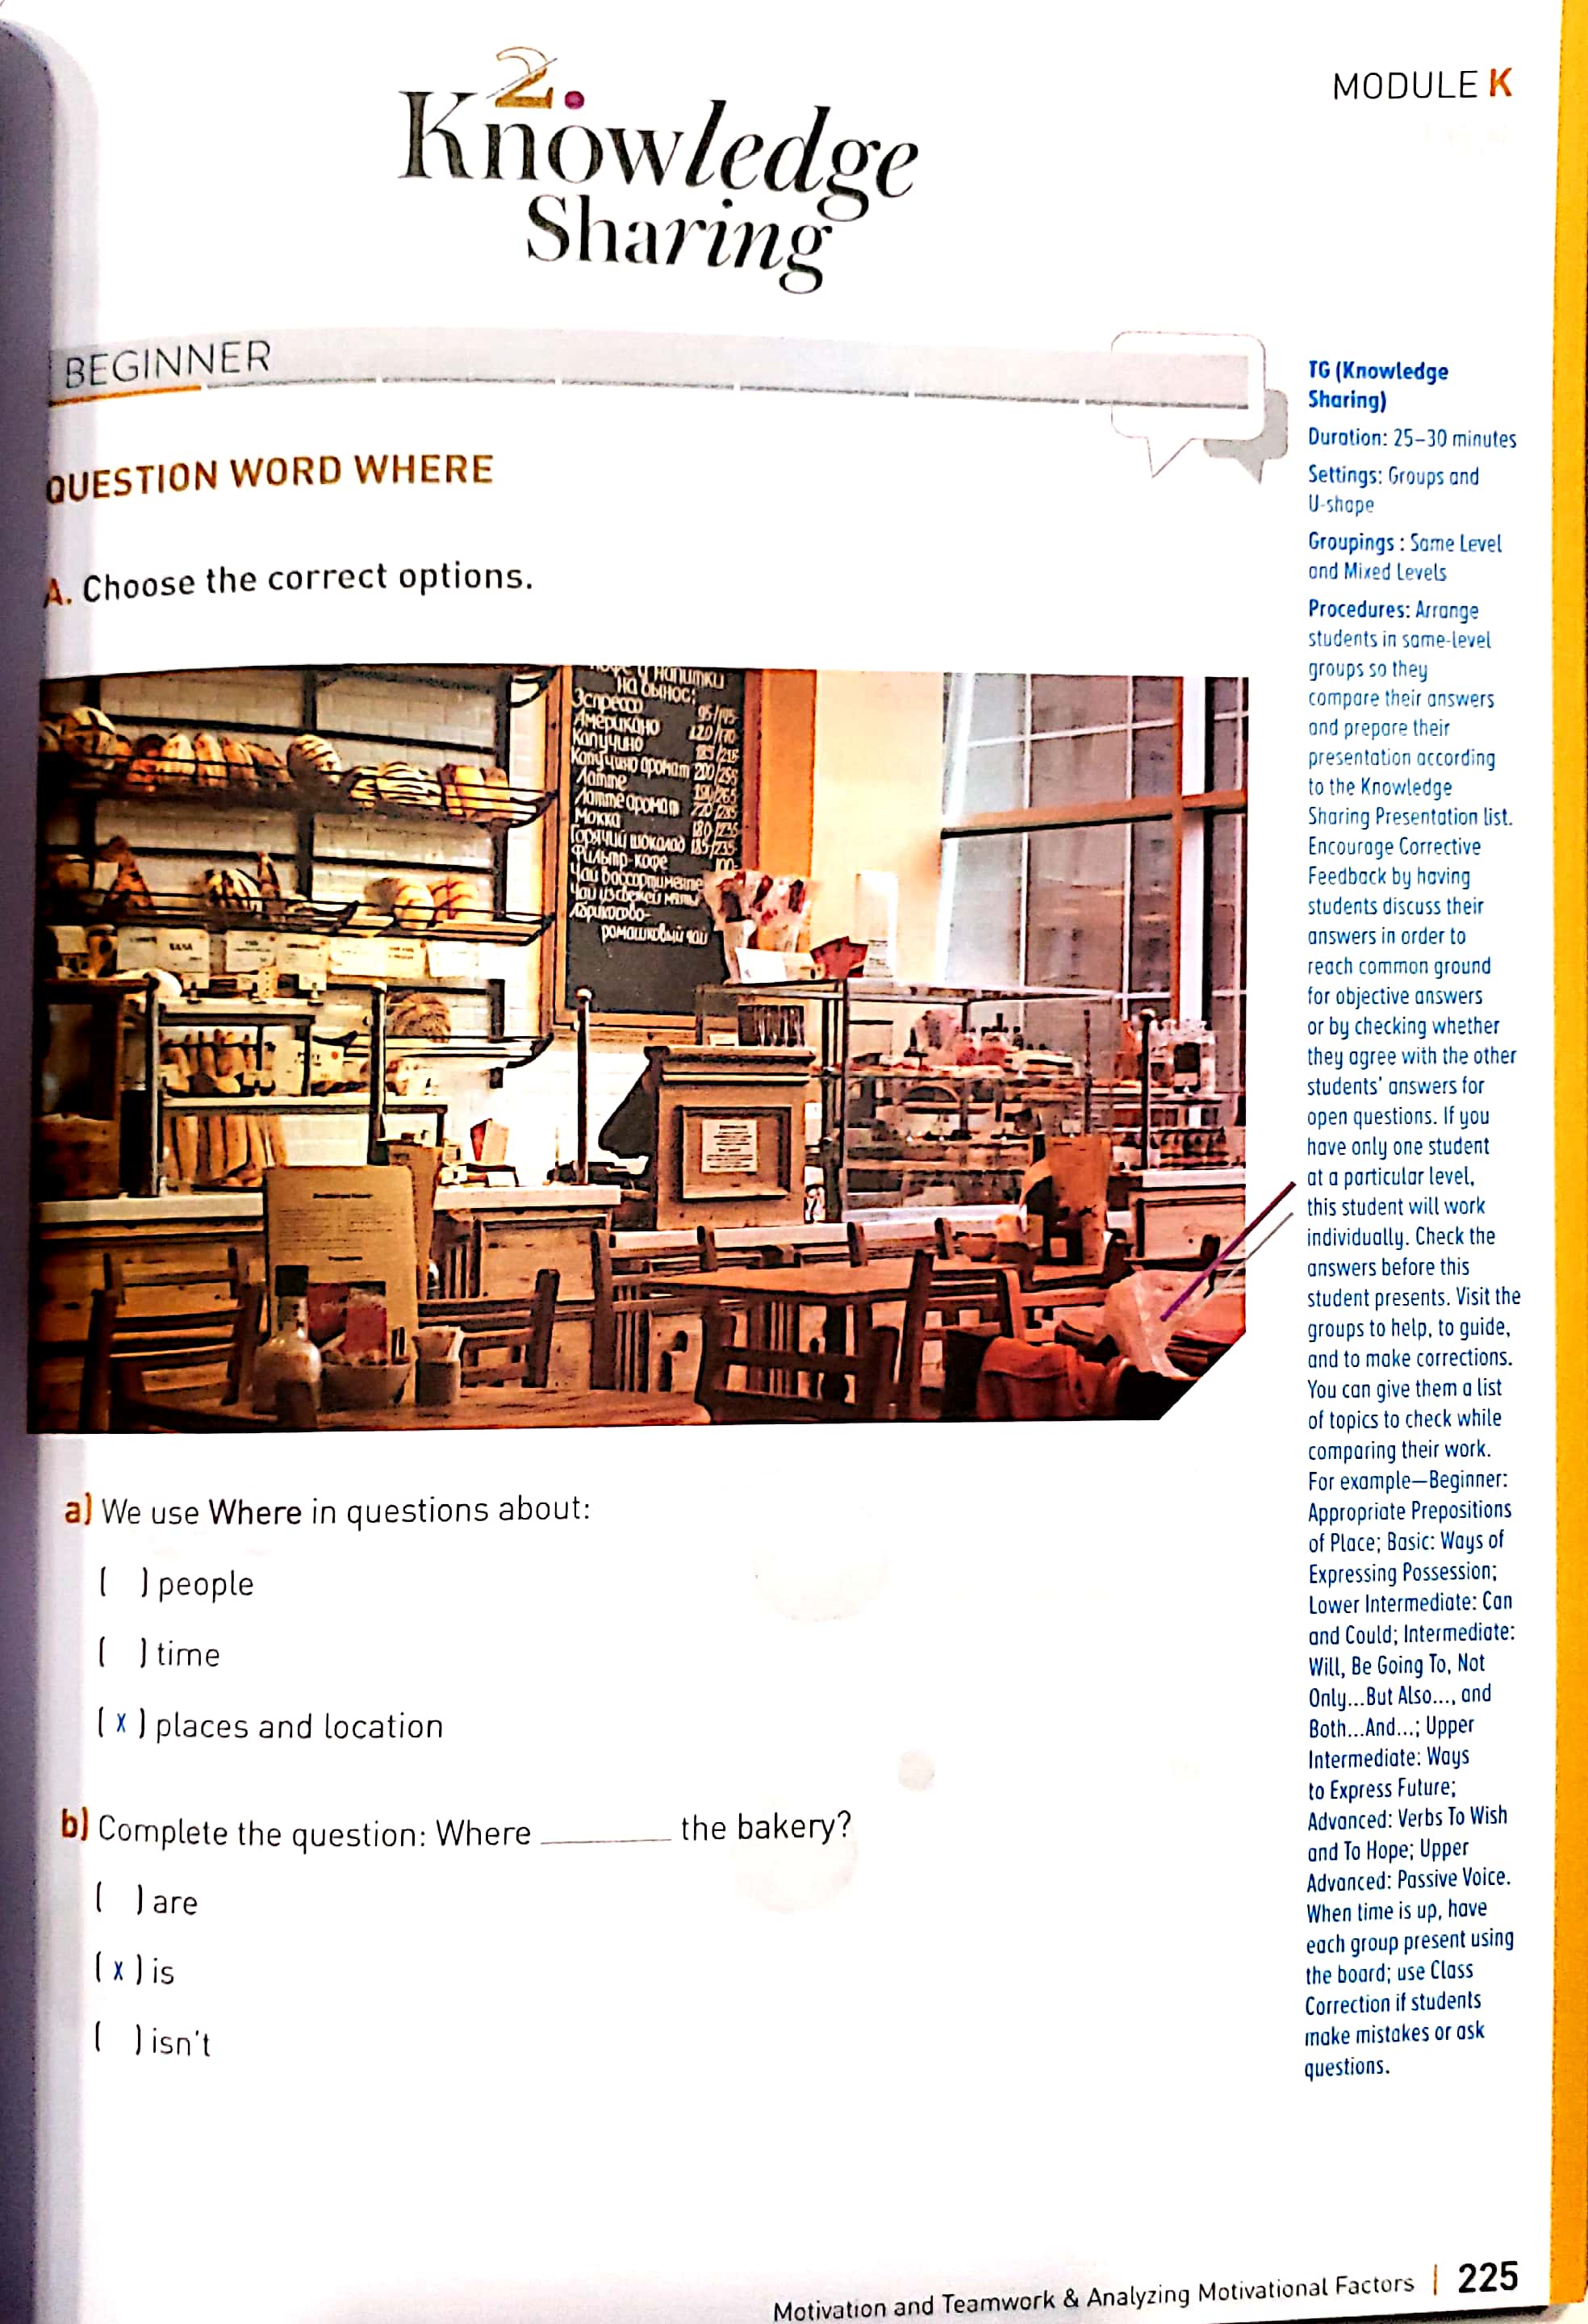 MODULE K
2.
Knowledge
Sharing
BEGINNER
QUESTION WORD WHERE
A. Choose the correct options.
на вынос:
Эспрессо 95/145
Американо 120/170
Капучино
Капучино аромат 200/255
Латте 190/265
Латте аромат 220/285
Мокка 180/235
Горячий шоколад 185/235
Фильтр-кофе 100-
Чай в ассортименте
Чай из свежей мяты
Абрикосово-
ромашковый чай
a) We use Where in questions about:
( ) people
( ) time
( x ) places and location
b) Complete the question: Where ________ the bakery?
( ) are
( x ) is
( ) isn't
TG (Knowledge
Sharing)
Duration: 25–30 minutes
Settings: Groups and
U-shape
Groupings : Same Level
and Mixed Levels
Procedures: Arrange
students in same-level
groups so they
compare their answers
and prepare their
presentation according
to the Knowledge
Sharing Presentation list.
Encourage Corrective
Feedback by having
students discuss their
answers in order to
reach common ground
for objective answers
or by checking whether
they agree with the other
students' answers for
open questions. If you
have only one student
at a particular level,
this student will work
individually. Check the
answers before this
student presents. Visit the
groups to help, to guide,
and to make corrections.
You can give them a list
of topics to check while
comparing their work.
For example—Beginner:
Appropriate Prepositions
of Place; Basic: Ways of
Expressing Possession;
Lower Intermediate: Can
and Could; Intermediate:
Will, Be Going To, Not
Only...But Also..., and
Both...And...; Upper
Intermediate: Ways
to Express Future;
Advanced: Verbs To Wish
and To Hope; Upper
Advanced: Passive Voice.
When time is up, have
each group present using
the board; use Class
Correction if students
make mistakes or ask
questions.
Motivation and Teamwork & Analyzing Motivational Factors | 225